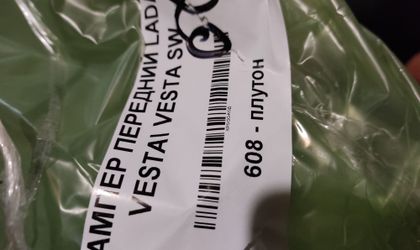 АМПЕР ПЕРЕДНИЙ LADA
VESTA\ VESTA SW
608 - плутон